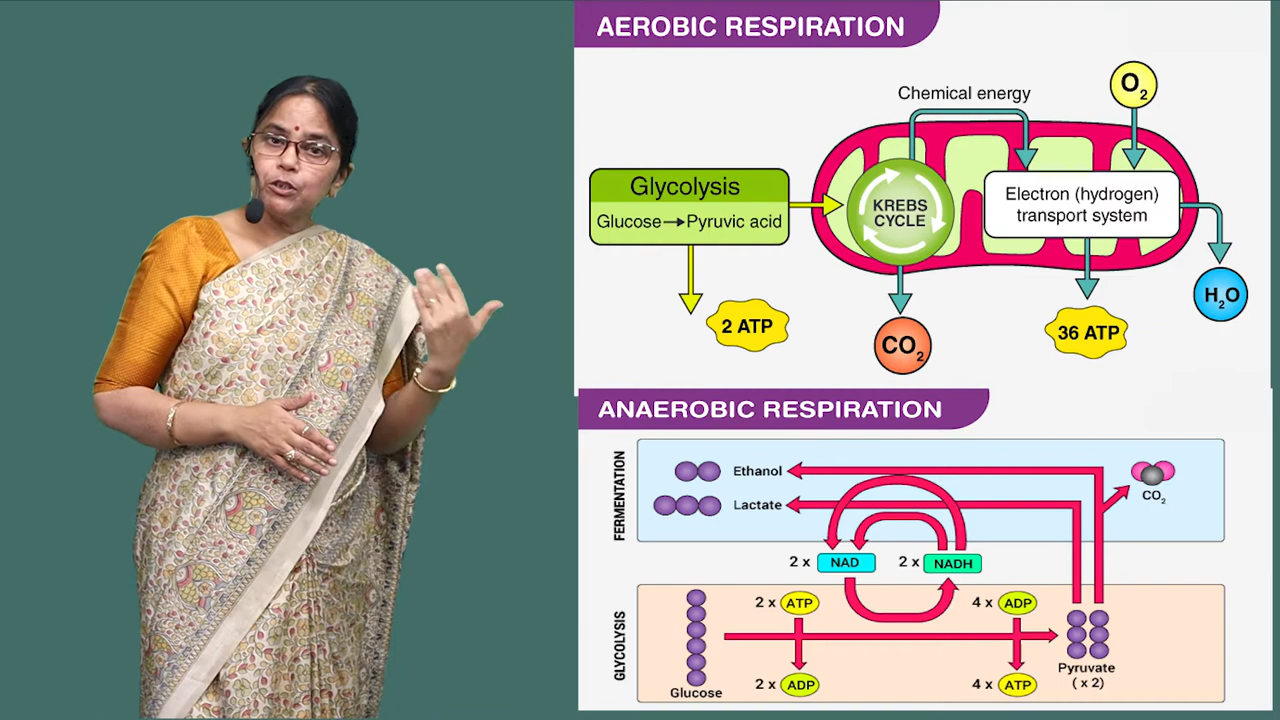 AEROBIC RESPIRATION
O₂
Chemical energy
Glycolysis
Glucose→Pyruvic acid
KREBS
CYCLE
Electron (hydrogen)
transport system
2 ATP
CO₂
36 ATP
H₂O
ANAEROBIC RESPIRATION
FERMENTATION
Ethanol
Lactate
CO₂
2 x NAD
2 x NADH
GLYCOLYSIS
2 x ATP
4 x ADP
Glucose
2 x ADP
4 x ATP
Pyruvate
(x 2)